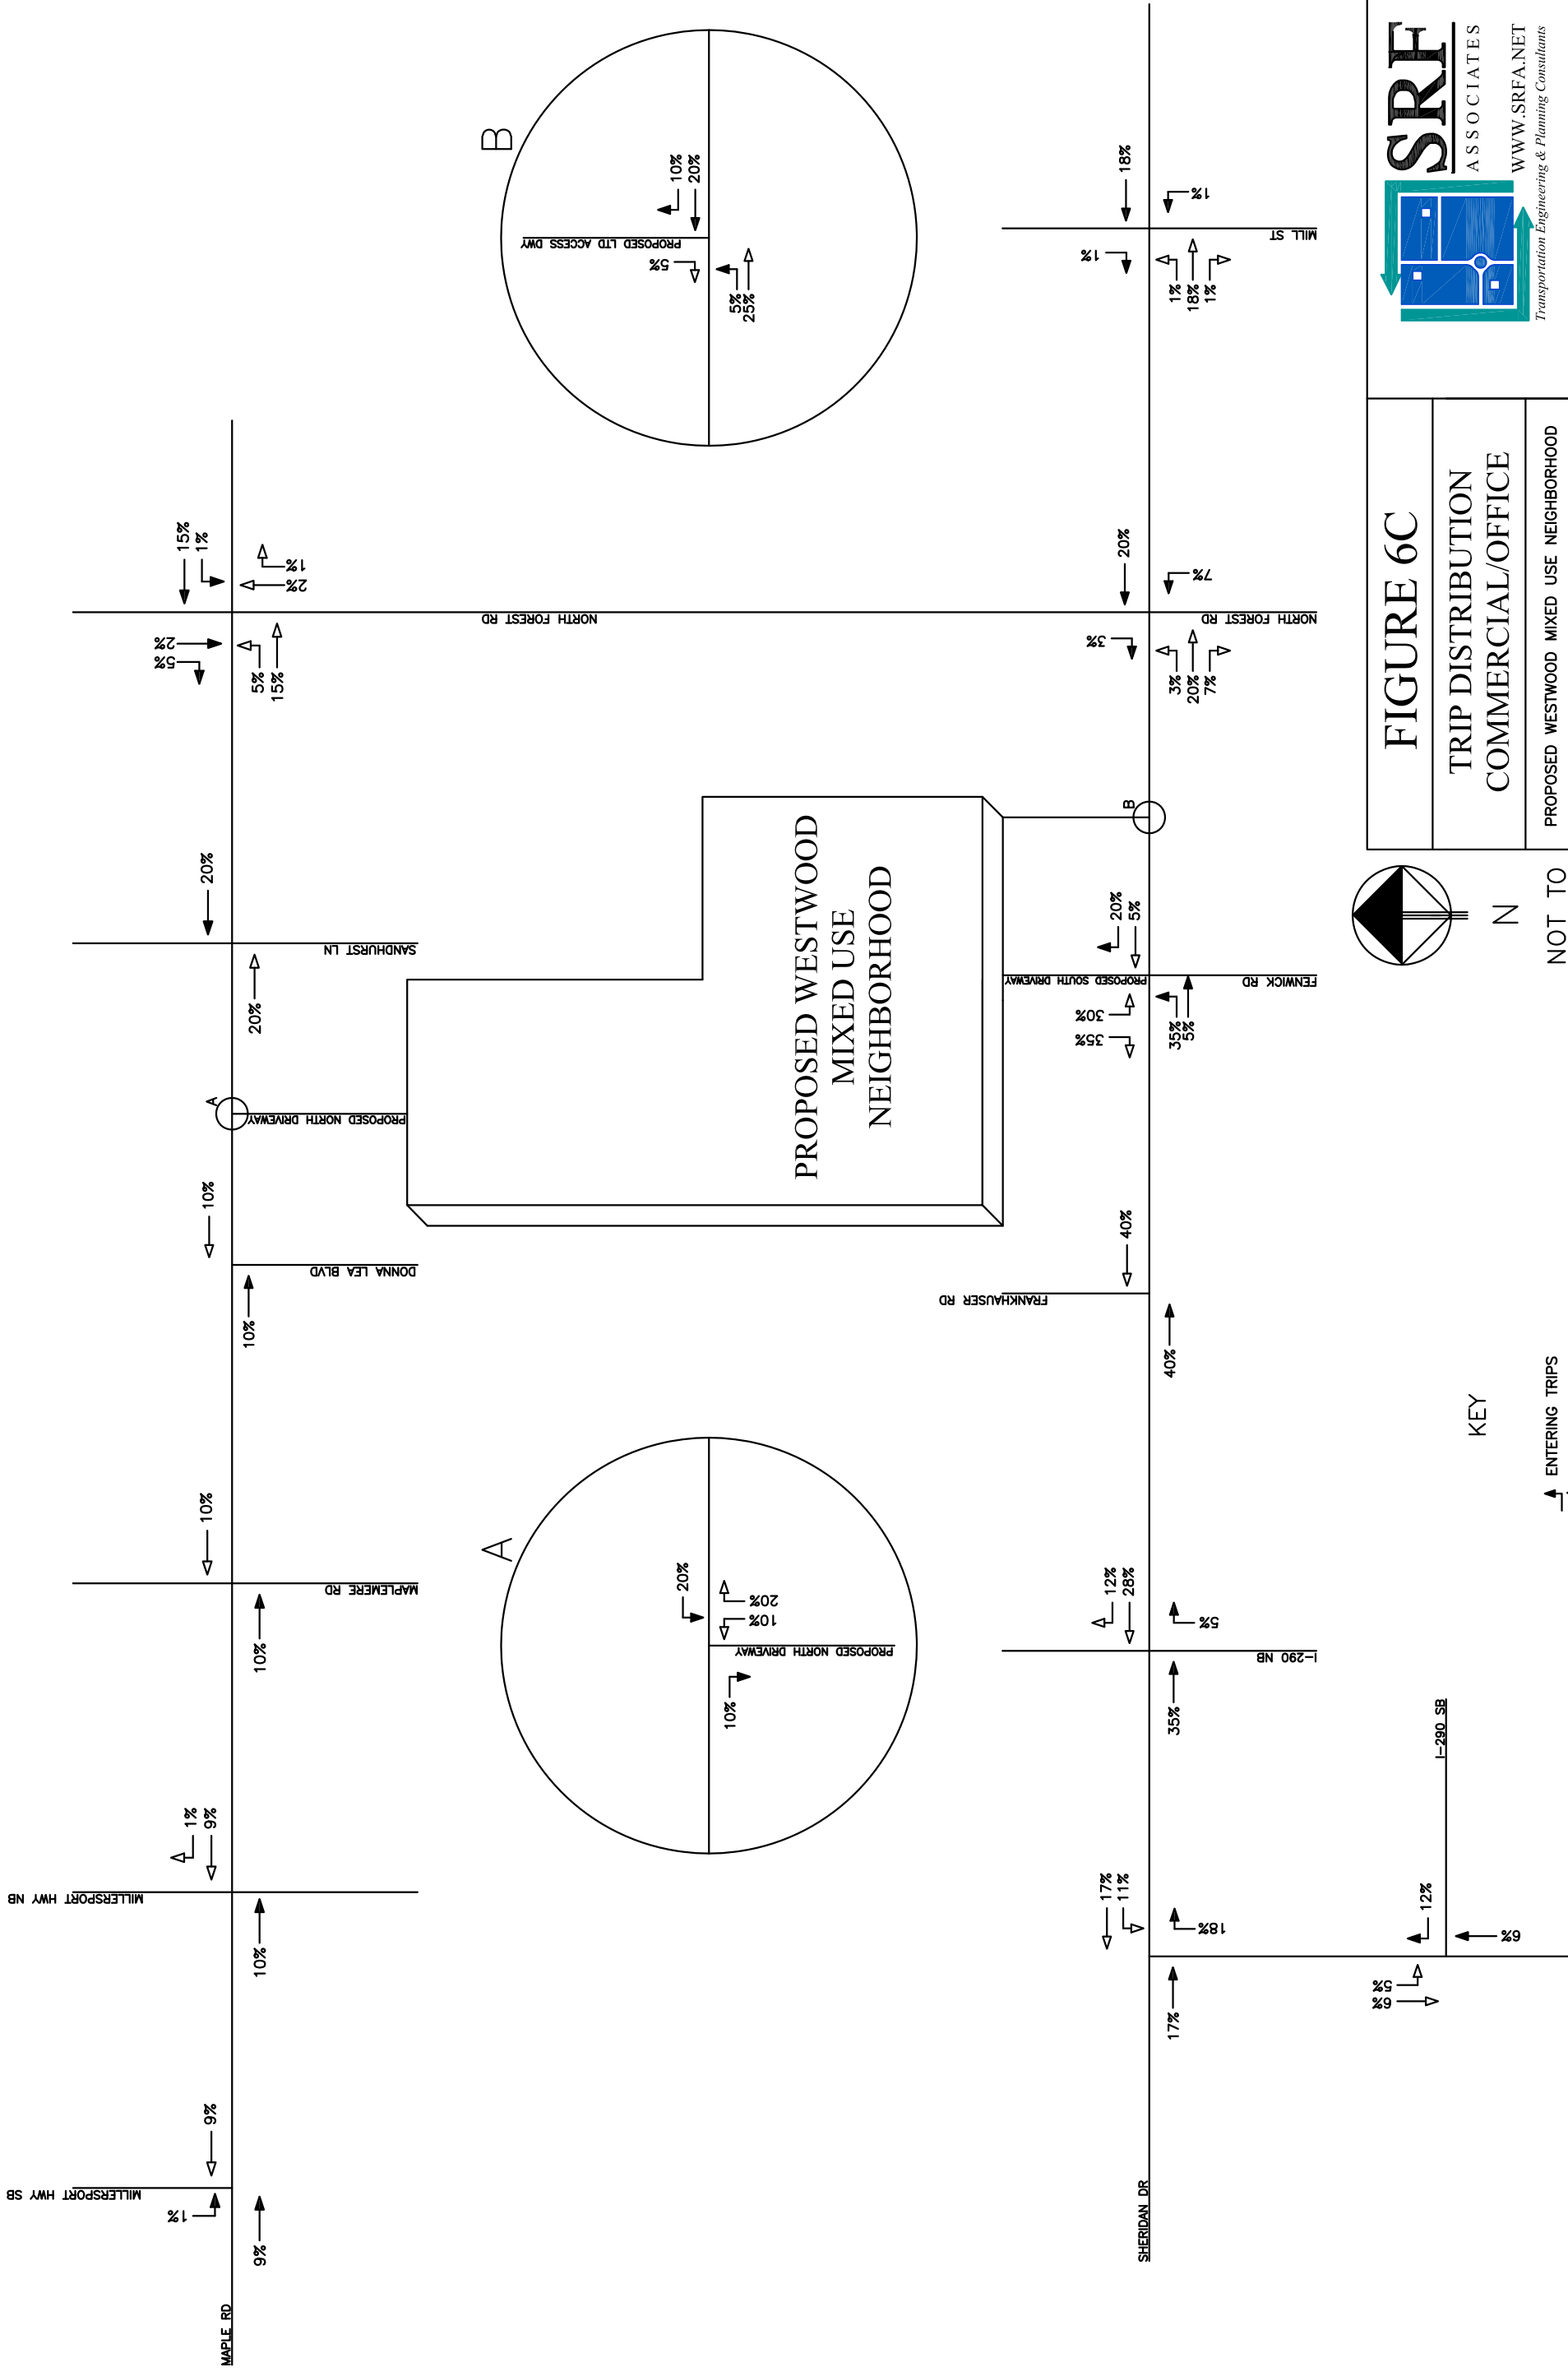 MAPLE RD
MILLERSPORT HWY SB
1%
9%
9%
MILLERSPORT HWY NB
1%
9%
10%
MAPLEMERE RD
10%
10%
DONNA LEA BLVD
10%
10%
A
PROPOSED NORTH DRIVEWAY
SANDHURST LN
20%
20%
NORTH FOREST RD
5%
2%
15%
1%
5%
15%
2%
1%
A
20%
10%
10%
20%
PROPOSED NORTH DRIVEWAY
PROPOSED WESTWOOD
MIXED USE
NEIGHBORHOOD
B
PROPOSED LTD ACCESS DWY
5%
10%
20%
5%
25%
SHERIDAN DR
17%
11%
17%
18%
I-290 SB
12%
6%
5%
6%
I-290 NB
12%
28%
35%
5%
FRANKHAUSER RD
40%
40%
PROPOSED SOUTH DRIVEWAY
FENWICK RD
35%
30%
20%
5%
35%
5%
B
NORTH FOREST RD
3%
20%
3%
20%
7%
7%
MILL ST
1%
18%
1%
18%
1%
1%
KEY
ENTERING TRIPS
N
NOT TO
FIGURE 6C
TRIP DISTRIBUTION
COMMERCIAL/OFFICE
PROPOSED WESTWOOD MIXED USE NEIGHBORHOOD
SRF
ASSOCIATES
WWW.SRFA.NET
Transportation Engineering & Planning Consultants